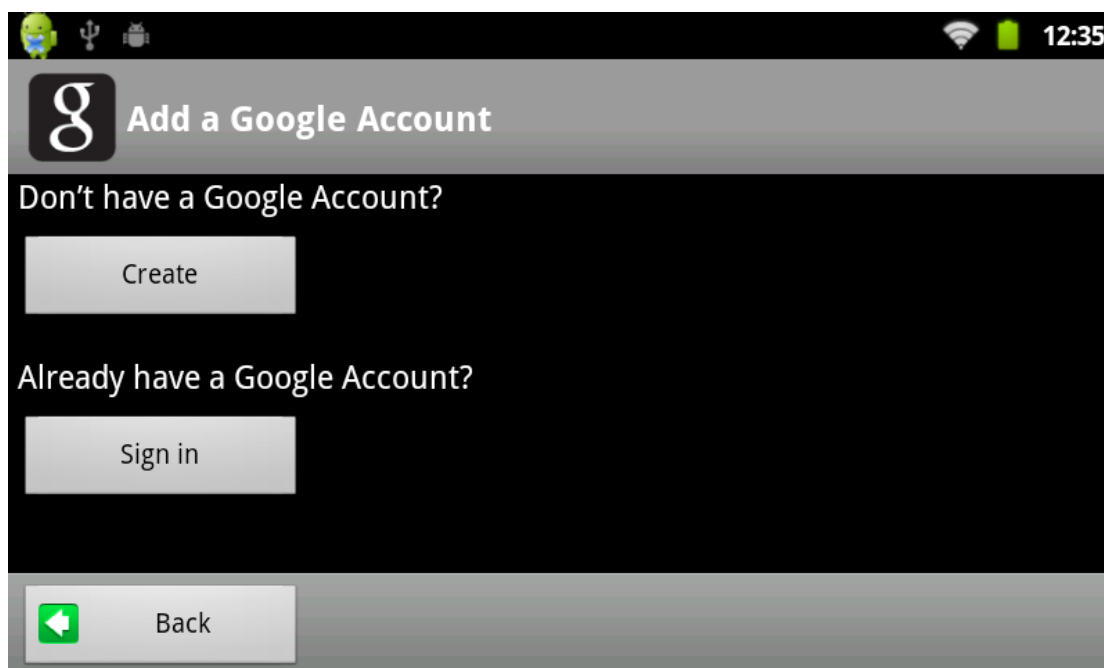 12:35
g Add a Google Account
Don't have a Google Account?
Create
Already have a Google Account?
Sign in
Back